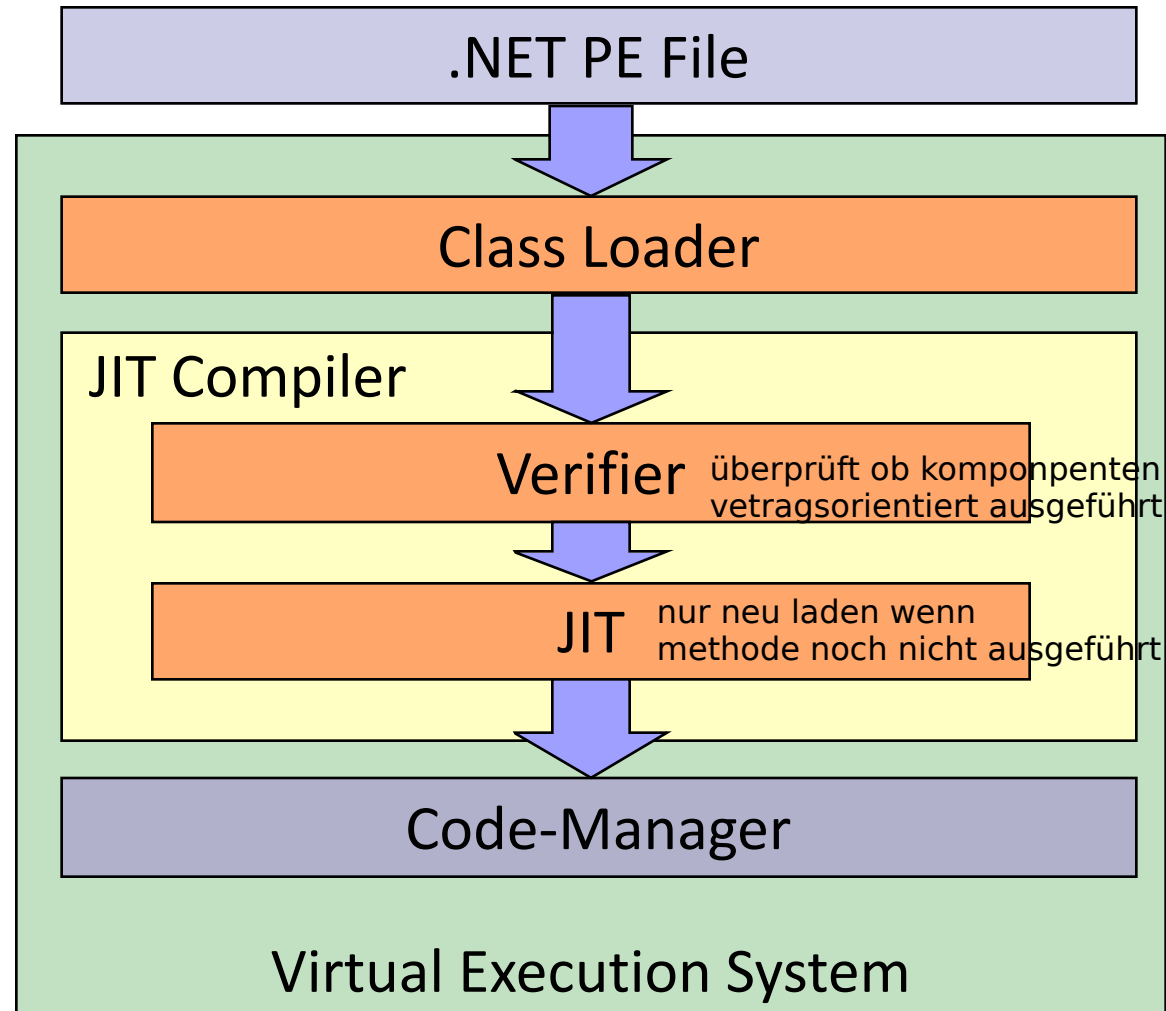 .NET PE File
Class Loader
JIT Compiler
Verifier
überprüft ob komponpenten
vetragsorientiert ausgeführt
JIT
nur neu laden wenn
methode noch nicht ausgeführt
Code-Manager
Virtual Execution System